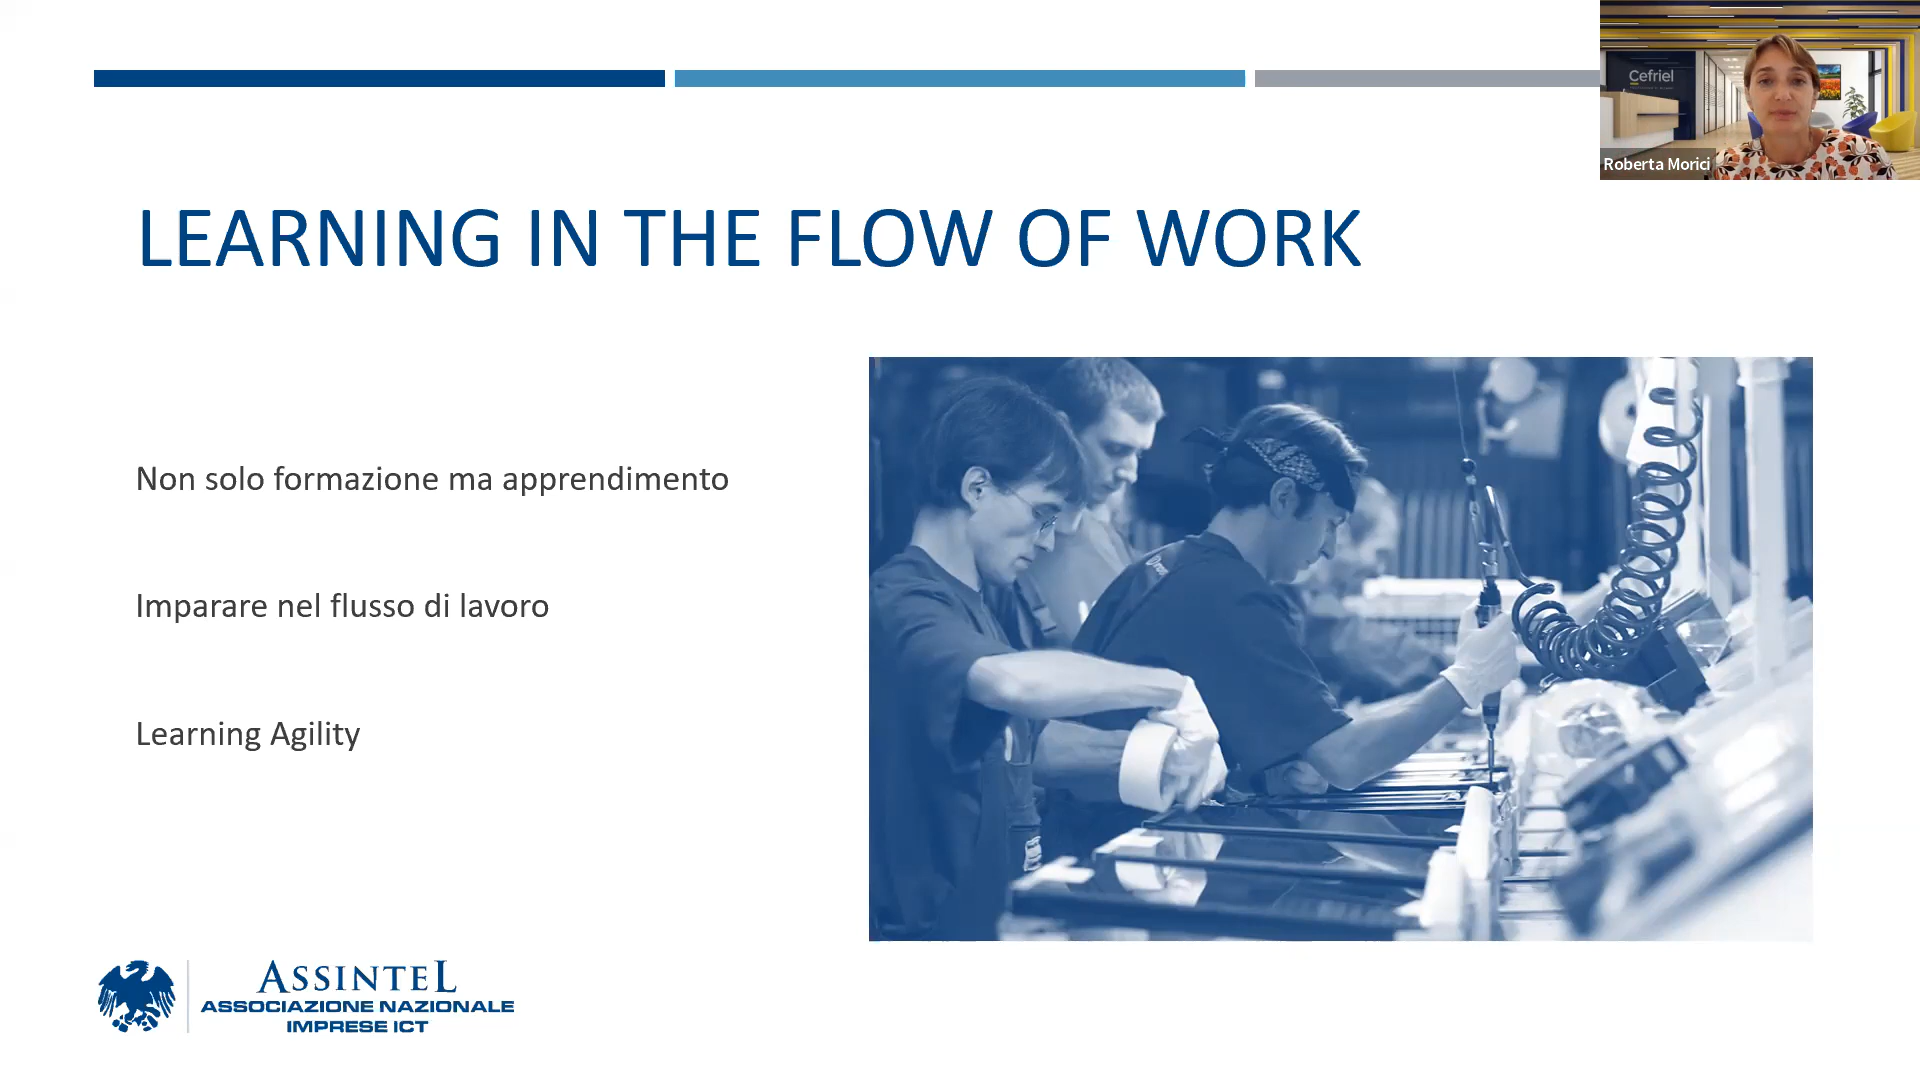 Cefriel
Roberta Morici
LEARNING IN THE FLOW OF WORK
Non solo formazione ma apprendimento
Imparare nel flusso di lavoro
Learning Agility
ASSINTEL
ASSOCIAZIONE NAZIONALE
IMPRESE ICT